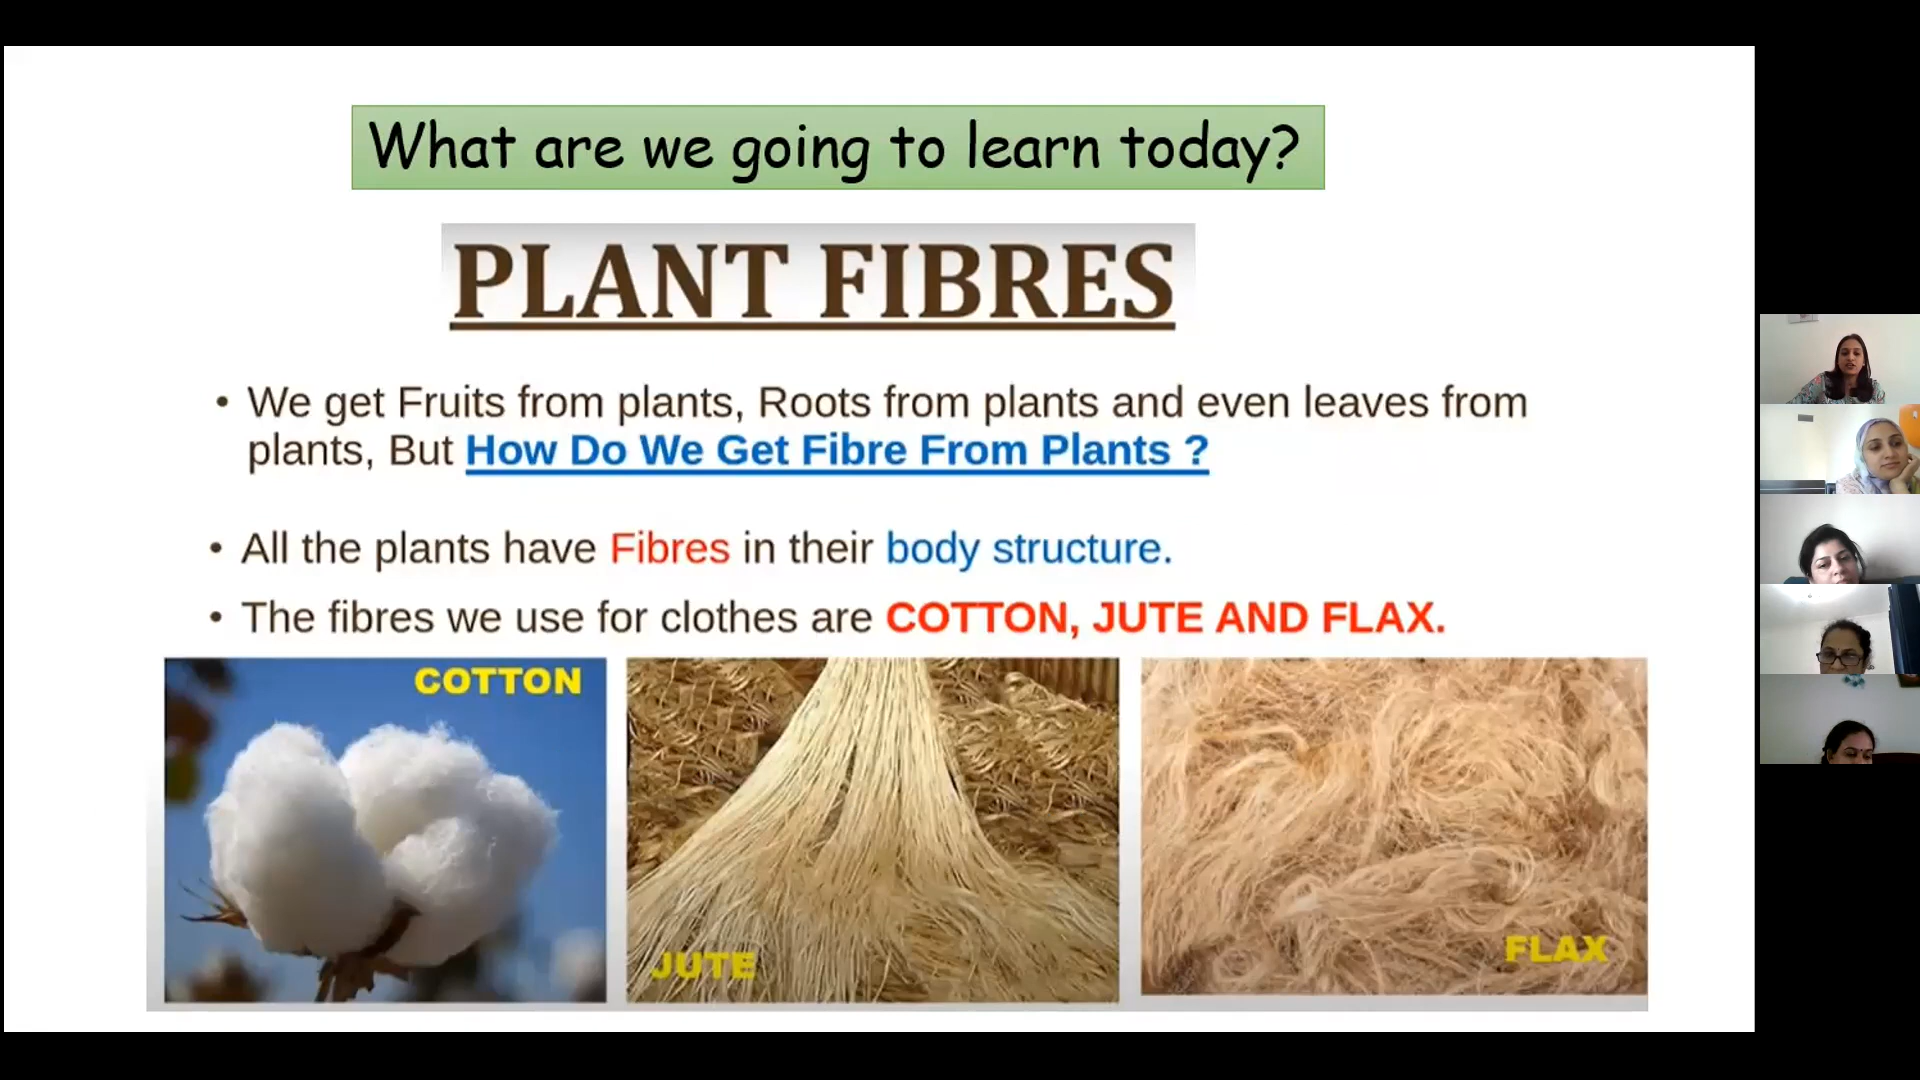 What are we going to learn today?
PLANT FIBRES
• We get Fruits from plants, Roots from plants and even leaves from
plants, But How Do We Get Fibre From Plants ?
• All the plants have Fibres in their body structure.
• The fibres we use for clothes are COTTON, JUTE AND FLAX.
COTTON
JUTE
FLAX